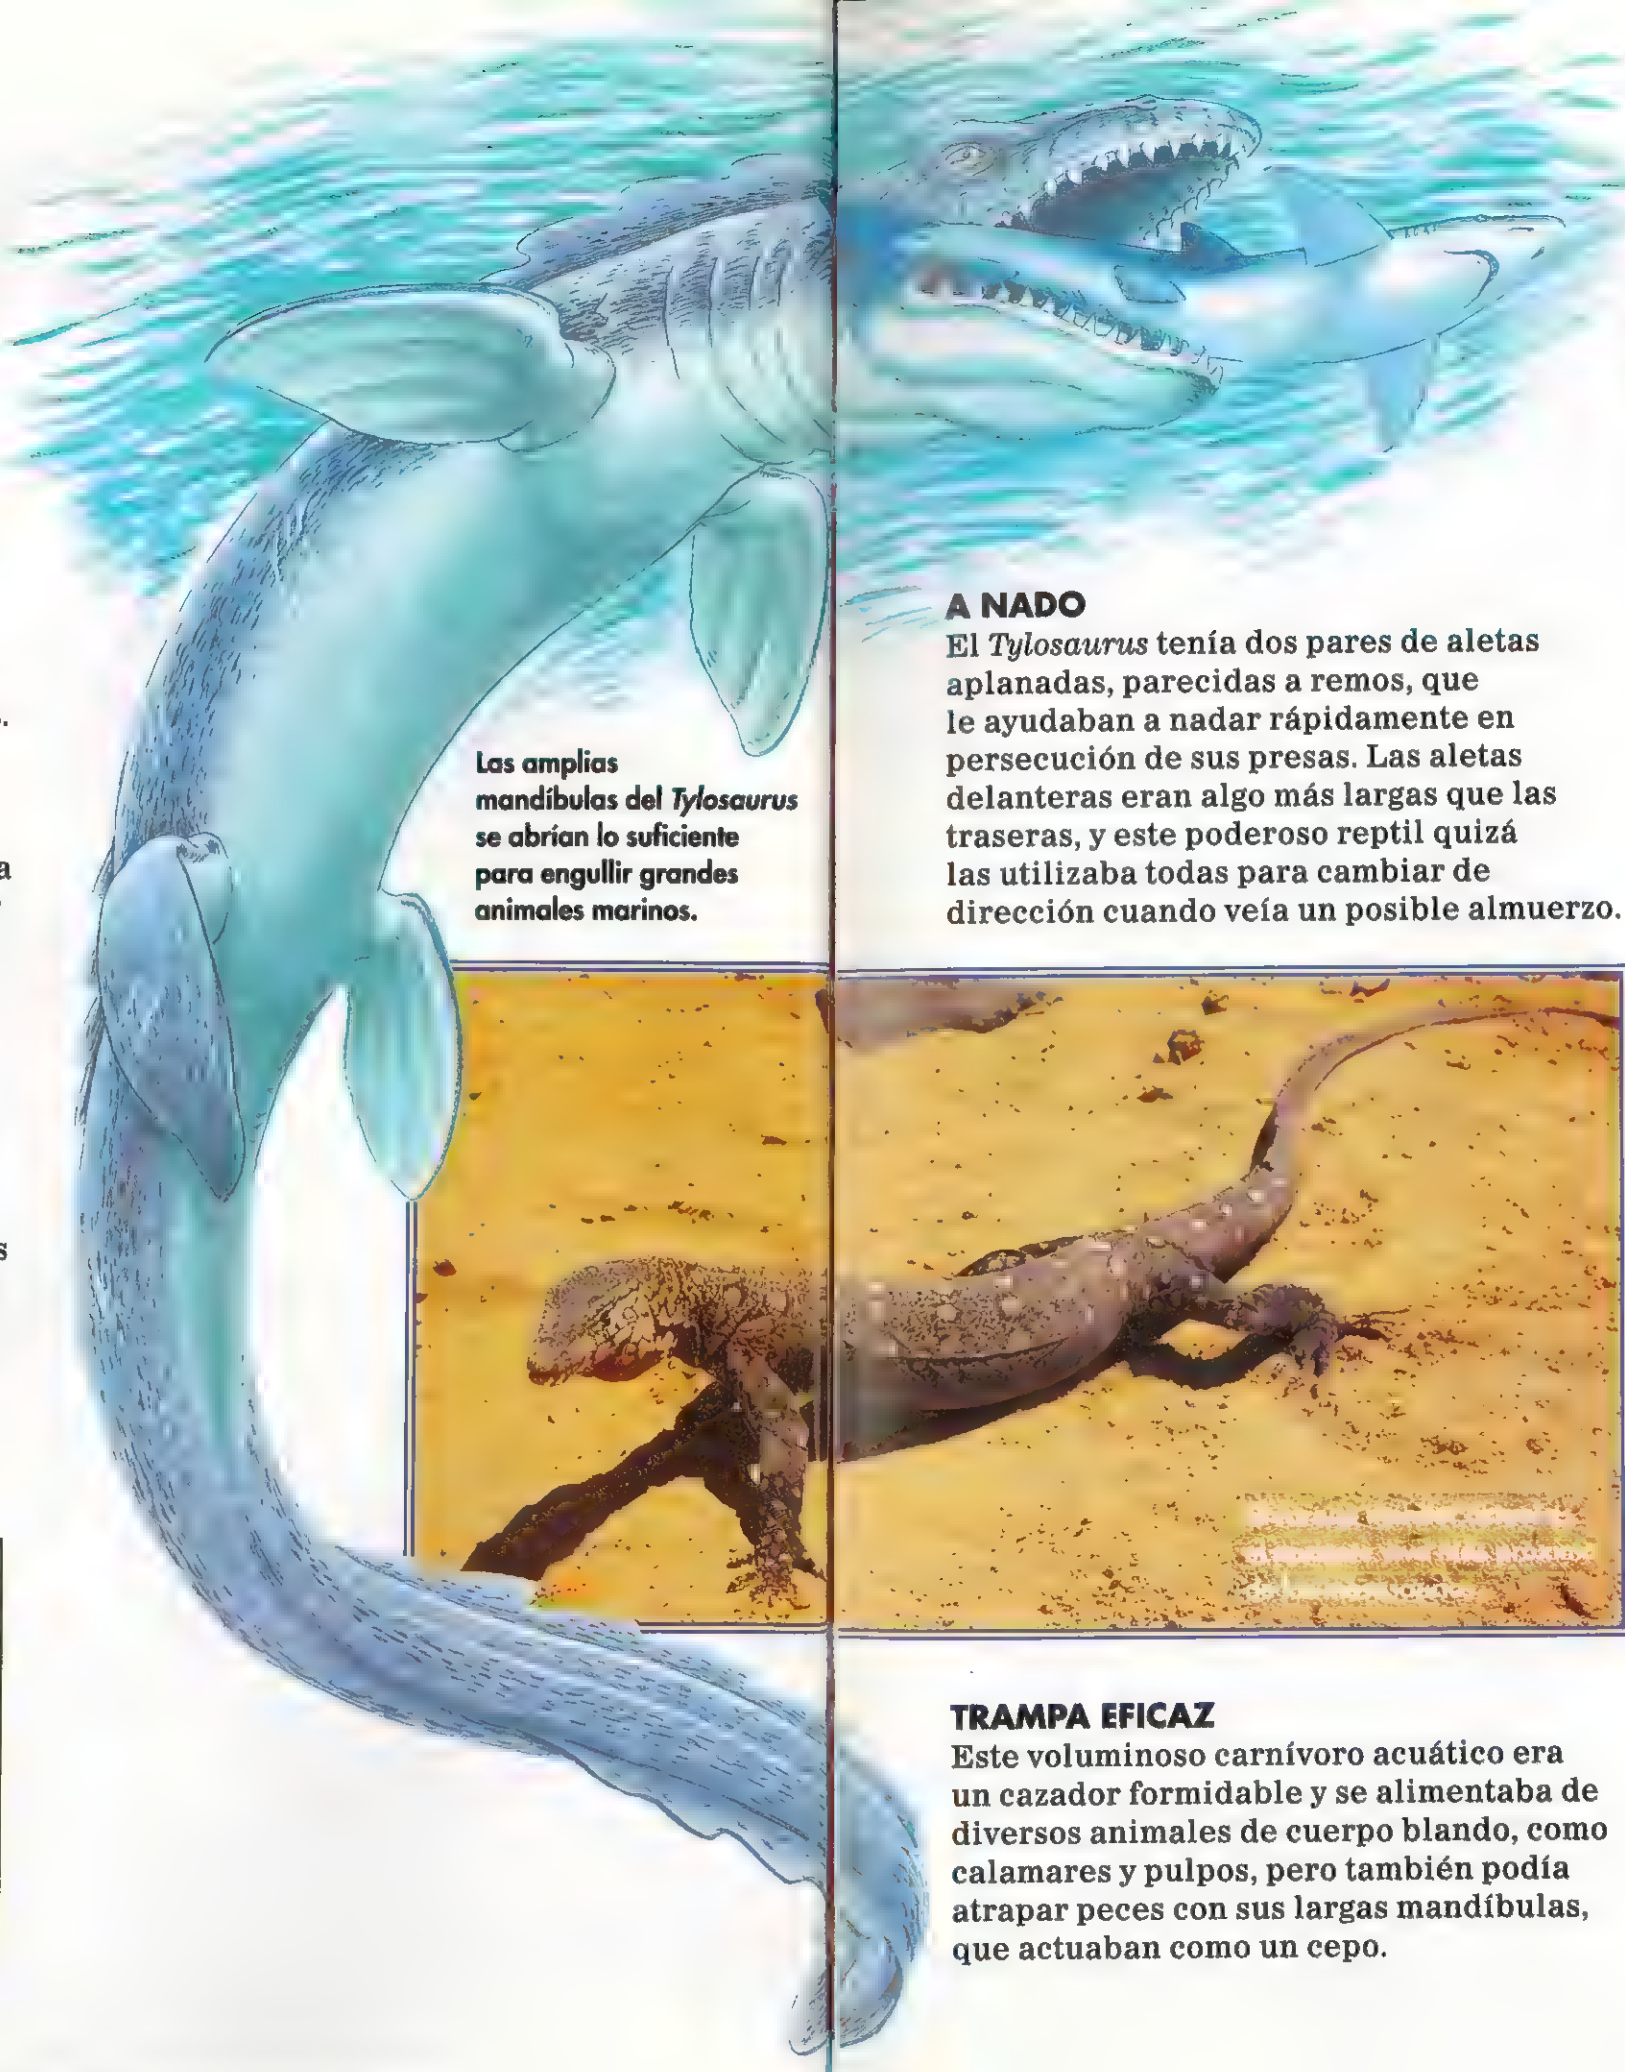 Las amplias
mandíbulas del Tylosaurus
se abrían lo suficiente
para engullir grandes
animales marinos.
A NADO
El Tylosaurus tenía dos pares de aletas
aplanadas, parecidas a remos, que
le ayudaban a nadar rápidamente en
persecución de sus presas. Las aletas
delanteras eran algo más largas que las
traseras, y este poderoso reptil quizá
las utilizaba todas para cambiar de
dirección cuando veía un posible almuerzo.
TRAMPA EFICAZ
Este voluminoso carnívoro acuático era
un cazador formidable y se alimentaba de
diversos animales de cuerpo blando, como
calamares y pulpos, pero también podía
atrapar peces con sus largas mandíbulas,
que actuaban como un cepo.